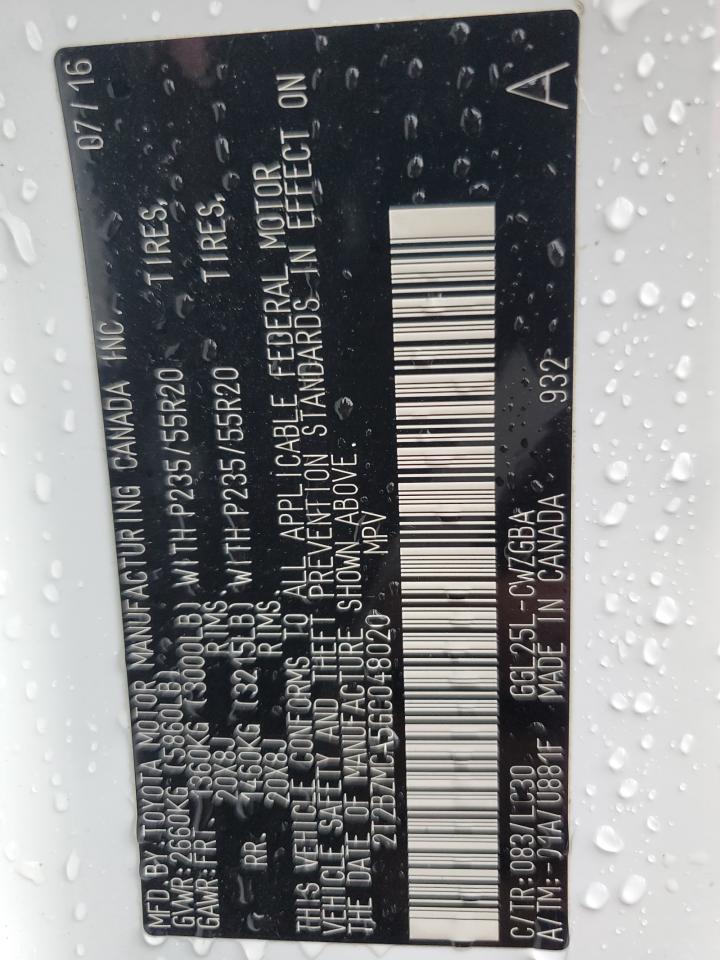 MFD. BY: TOYOTA MOTOR MANUFACTURING CANADA INC. 07/16
GVWR: 2660KG (5860LB)
GAWR: FRT. 1360KG (3000LB) WITH P235/55R20 TIRES,
20X8J RIMS,
RR. 1460KG (3215LB) WITH P235/55R20 TIRES,
20X8J RIMS.
THIS VEHICLE CONFORMS TO ALL APPLICABLE FEDERAL MOTOR
VEHICLE SAFETY AND THEFT PREVENTION STANDARDS IN EFFECT ON
THE DATE OF MANUFACTURE SHOWN ABOVE.
2T2BZMCA5GC048020 MPV
C/TR: 083/LC30 GGL25L-CWZGBA A
A/TM: -21A/U881F MADE IN CANADA 932